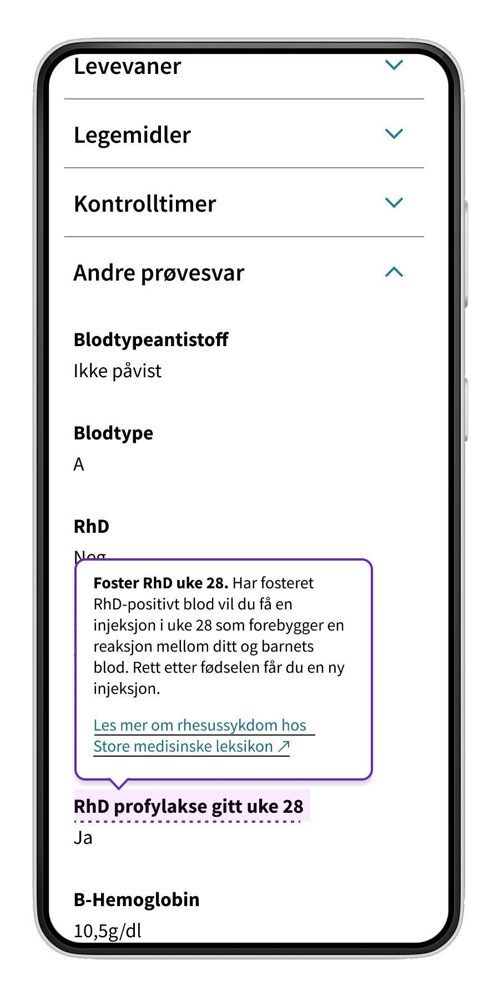 Levevaner
Legemidler
Kontrolltimer
Andre prøvesvar
Blodtypeantistoff
Ikke påvist
Blodtype
A
RhD
Neg
Foster RhD uke 28. Har fosteret
RhD-positivt blod vil du få en
injeksjon i uke 28 som forebygger en
reaksjon mellom ditt og barnets
blod. Rett etter fødselen får du en ny
injeksjon.
Les mer om rhesussykdom hos
Store medisinske leksikon ↗
RhD profylakse gitt uke 28
Ja
B-Hemoglobin
10,5g/dl